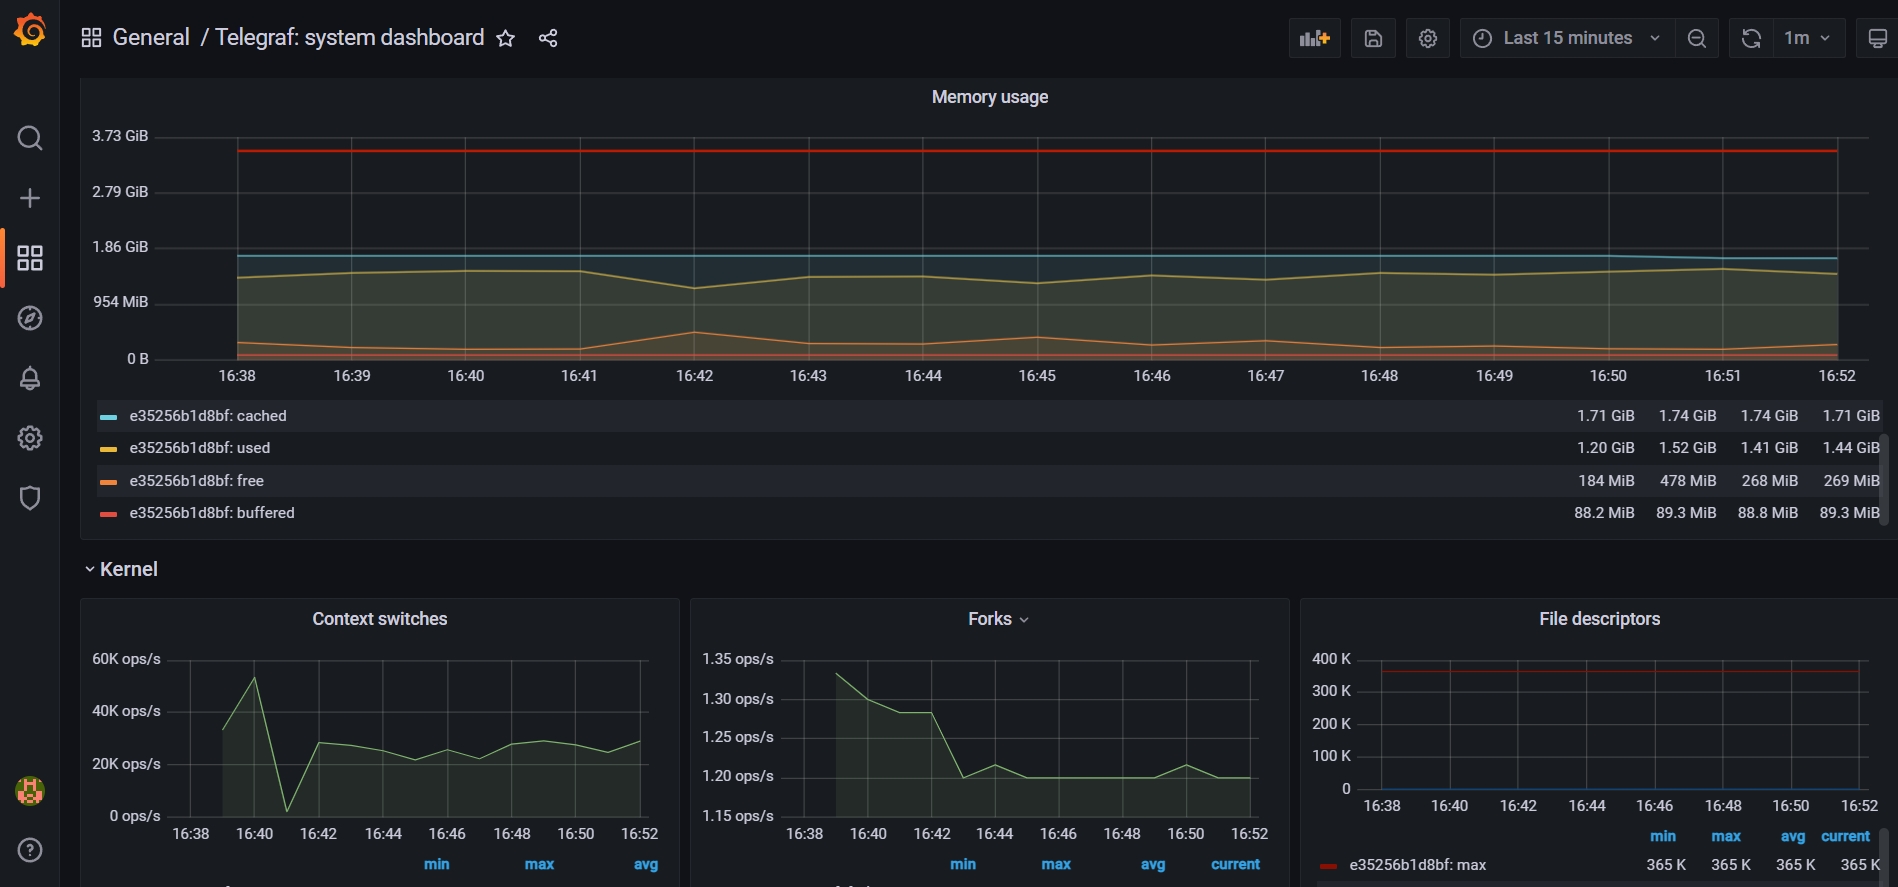 General / Telegraf: system dashboard
Last 15 minutes
1m
Memory usage
3.73 GiB
2.79 GiB
1.86 GiB
954 MiB
0 B
16:38 16:39 16:40 16:41 16:42 16:43 16:44 16:45 16:46 16:47 16:48 16:49 16:50 16:51 16:52
e35256b1d8bf: cached 1.71 GiB 1.74 GiB 1.74 GiB 1.71 GiB
e35256b1d8bf: used 1.20 GiB 1.52 GiB 1.41 GiB 1.44 GiB
e35256b1d8bf: free 184 MiB 478 MiB 268 MiB 269 MiB
e35256b1d8bf: buffered 88.2 MiB 89.3 MiB 88.8 MiB 89.3 MiB
Kernel
Context switches
60K ops/s
40K ops/s
20K ops/s
0 ops/s
16:38 16:40 16:42 16:44 16:46 16:48 16:50 16:52
min max avg
Forks
1.35 ops/s
1.30 ops/s
1.25 ops/s
1.20 ops/s
1.15 ops/s
16:38 16:40 16:42 16:44 16:46 16:48 16:50 16:52
min max avg current
File descriptors
400 K
300 K
200 K
100 K
0
16:38 16:40 16:42 16:44 16:46 16:48 16:50 16:52
min max avg current
e35256b1d8bf: max 365 K 365 K 365 K 365 K